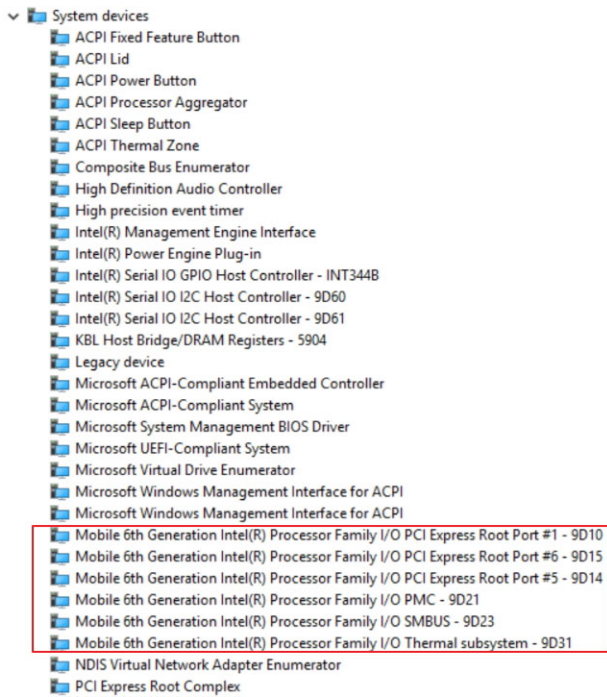 System devices
ACPI Fixed Feature Button
ACPI Lid
ACPI Power Button
ACPI Processor Aggregator
ACPI Sleep Button
ACPI Thermal Zone
Composite Bus Enumerator
High Definition Audio Controller
High precision event timer
Intel(R) Management Engine Interface
Intel(R) Power Engine Plug-in
Intel(R) Serial IO GPIO Host Controller - INT344B
Intel(R) Serial IO I2C Host Controller - 9D60
Intel(R) Serial IO I2C Host Controller - 9D61
KBL Host Bridge/DRAM Registers - 5904
Legacy device
Microsoft ACPI-Compliant Embedded Controller
Microsoft ACPI-Compliant System
Microsoft System Management BIOS Driver
Microsoft UEFI-Compliant System
Microsoft Virtual Drive Enumerator
Microsoft Windows Management Interface for ACPI
Microsoft Windows Management Interface for ACPI
Mobile 6th Generation Intel(R) Processor Family I/O PCI Express Root Port #1 - 9D10
Mobile 6th Generation Intel(R) Processor Family I/O PCI Express Root Port #6 - 9D15
Mobile 6th Generation Intel(R) Processor Family I/O PCI Express Root Port #5 - 9D14
Mobile 6th Generation Intel(R) Processor Family I/O PMC - 9D21
Mobile 6th Generation Intel(R) Processor Family I/O SMBUS - 9D23
Mobile 6th Generation Intel(R) Processor Family I/O Thermal subsystem - 9D31
NDIS Virtual Network Adapter Enumerator
PCI Express Root Complex